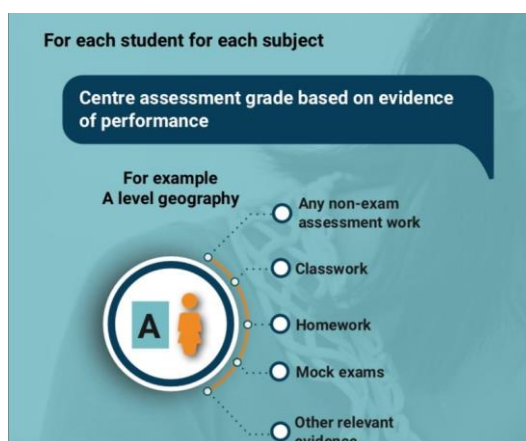 For each student for each subject
Centre assessment grade based on evidence
of performance
For example
A level geography
Any non-exam
assessment work
Classwork
A
Homework
Mock exams
Other relevant
evidence